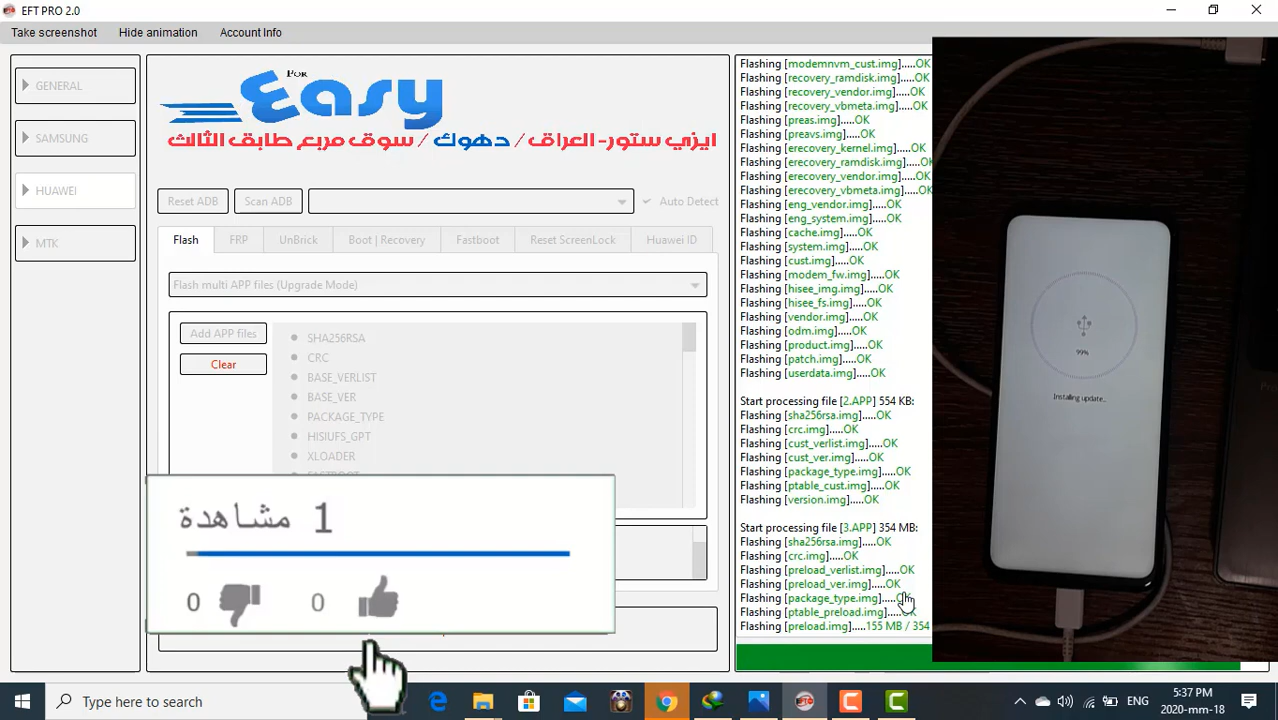 EFT PRO 2.0
Take screenshot Hide animation Account Info
GENERAL
SAMSUNG
HUAWEI
MTK
FOR
Easy
ايزي ستور- العراق / دهوك / سوق مربع طابق الثالث
Reset ADB Scan ADB Auto Detect
Flash FRP UnBrick Boot | Recovery Fastboot Reset ScreenLock Huawei ID
Flash multi APP files (Upgrade Mode)
Add APP files
Clear
SHA256RSA
CRC
BASE_VERLIST
BASE_VER
PACKAGE_TYPE
HISIUFS_GPT
XLOADER
1 مشاهدة
0 0
Flashing [modemnvm_cust.img].....OK
Flashing [recovery_ramdisk.img].....OK
Flashing [recovery_vendor.img].....OK
Flashing [recovery_vbmeta.img].....OK
Flashing [preas.img].....OK
Flashing [preavs.img].....OK
Flashing [erecovery_kernel.img].....OK
Flashing [erecovery_ramdisk.img].....OK
Flashing [erecovery_vendor.img].....OK
Flashing [erecovery_vbmeta.img].....OK
Flashing [eng_vendor.img].....OK
Flashing [eng_system.img].....OK
Flashing [cache.img].....OK
Flashing [system.img].....OK
Flashing [cust.img].....OK
Flashing [modem_fw.img].....OK
Flashing [hisee_img.img].....OK
Flashing [hisee_fs.img].....OK
Flashing [vendor.img].....OK
Flashing [odm.img].....OK
Flashing [product.img].....OK
Flashing [patch.img].....OK
Flashing [userdata.img].....OK
Start processing file [2.APP] 554 KB:
Flashing [sha256rsa.img].....OK
Flashing [crc.img].....OK
Flashing [cust_verlist.img].....OK
Flashing [cust_ver.img].....OK
Flashing [package_type.img].....OK
Flashing [ptable_cust.img].....OK
Flashing [version.img].....OK
Start processing file [3.APP] 354 MB:
Flashing [sha256rsa.img].....OK
Flashing [crc.img].....OK
Flashing [preload_verlist.img].....OK
Flashing [preload_ver.img].....OK
Flashing [package_type.img].....OK
Flashing [ptable_preload.img].....OK
Flashing [preload.img].....155 MB / 354
99%
Installing update...
Type here to search
ENG
5:37 PM
2020-mm-18